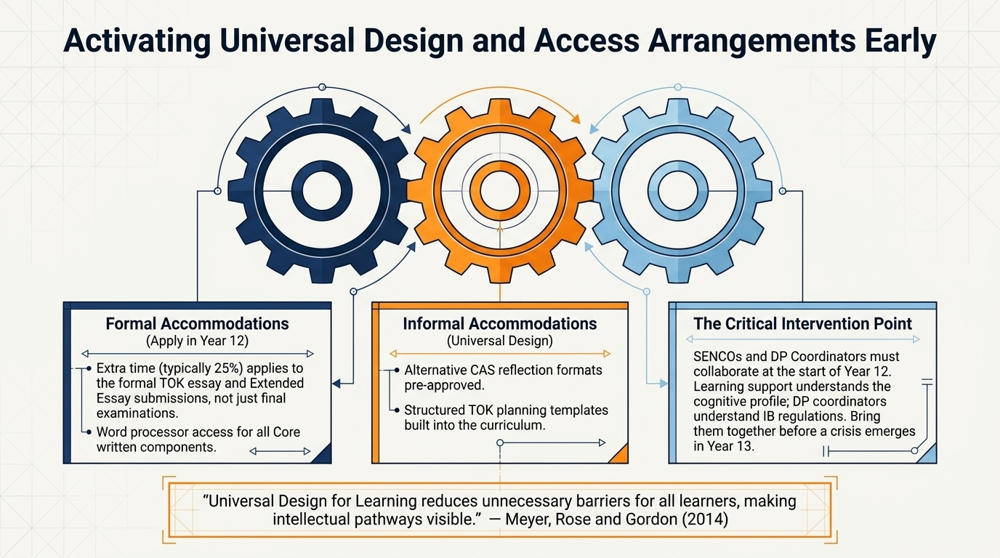 Activating Universal Design and Access Arrangements Early
Formal Accommodations
(Apply in Year 12)
Extra time (typically 25%) applies to
the formal TOK essay and Extended
Essay submissions, not just final
examinations.
Word processor access for all Core
written components.
Informal Accommodations
(Universal Design)
Alternative CAS reflection formats
pre-approved.
Structured TOK planning templates
built into the curriculum.
The Critical Intervention Point
SENCOs and DP Coordinators must
collaborate at the start of Year 12.
Learning support understands the
cognitive profile; DP coordinators
understand IB regulations. Bring
them together before a crisis emerges
in Year 13.
“Universal Design for Learning reduces unnecessary barriers for all learners, making
intellectual pathways visible.” — Meyer, Rose and Gordon (2014)